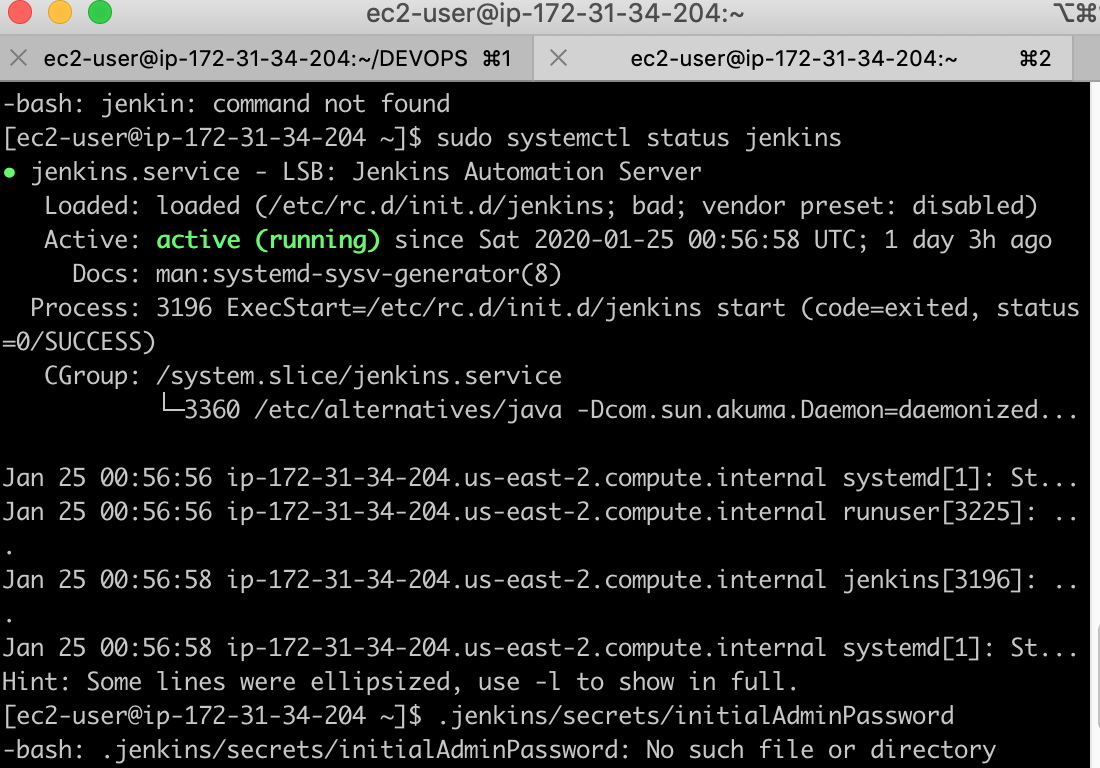 ec2-user@ip-172-31-34-204:~
⌥⌘
ec2-user@ip-172-31-34-204:~/DEVOPS ⌘1
ec2-user@ip-172-31-34-204:~ ⌘2
-bash: jenkin: command not found
[ec2-user@ip-172-31-34-204 ~]$ sudo systemctl status jenkins
● jenkins.service - LSB: Jenkins Automation Server
   Loaded: loaded (/etc/rc.d/init.d/jenkins; bad; vendor preset: disabled)
   Active: active (running) since Sat 2020-01-25 00:56:58 UTC; 1 day 3h ago
     Docs: man:systemd-sysv-generator(8)
  Process: 3196 ExecStart=/etc/rc.d/init.d/jenkins start (code=exited, status
=0/SUCCESS)
   CGroup: /system.slice/jenkins.service
           └─3360 /etc/alternatives/java -Dcom.sun.akuma.Daemon=daemonized...
Jan 25 00:56:56 ip-172-31-34-204.us-east-2.compute.internal systemd[1]: St...
Jan 25 00:56:56 ip-172-31-34-204.us-east-2.compute.internal runuser[3225]: ..
.
Jan 25 00:56:58 ip-172-31-34-204.us-east-2.compute.internal jenkins[3196]: ..
.
Jan 25 00:56:58 ip-172-31-34-204.us-east-2.compute.internal systemd[1]: St...
Hint: Some lines were ellipsized, use -l to show in full.
[ec2-user@ip-172-31-34-204 ~]$ .jenkins/secrets/initialAdminPassword
-bash: .jenkins/secrets/initialAdminPassword: No such file or directory